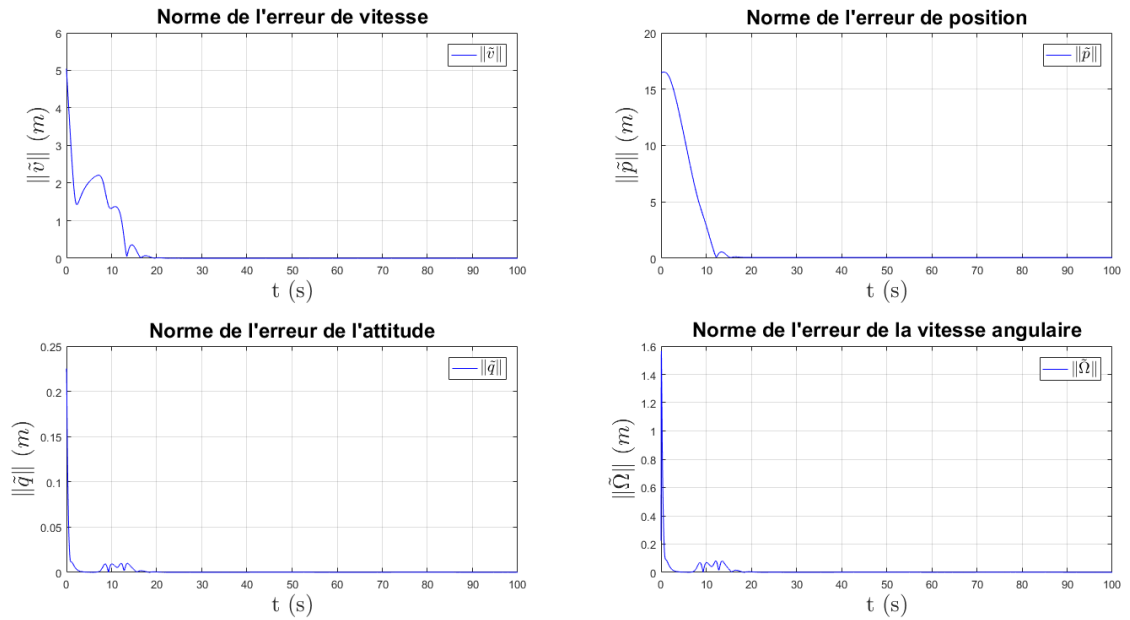 Norme de l'erreur de vitesse
6
5
4
3
2
1
0
‖ṽ‖ (m)
‖ṽ‖
0 10 20 30 40 50 60 70 80 90 100
t (s)
Norme de l'erreur de position
20
15
10
5
0
‖p̃‖ (m)
‖p̃‖
0 10 20 30 40 50 60 70 80 90 100
t (s)
Norme de l'erreur de l'attitude
0.25
0.2
0.15
0.1
0.05
0
‖q̃‖ (m)
‖q̃‖
0 10 20 30 40 50 60 70 80 90 100
t (s)
Norme de l'erreur de la vitesse angulaire
1.6
1.4
1.2
1
0.8
0.6
0.4
0.2
0
‖Ω̃‖ (m)
‖Ω̃‖
0 10 20 30 40 50 60 70 80 90 100
t (s)